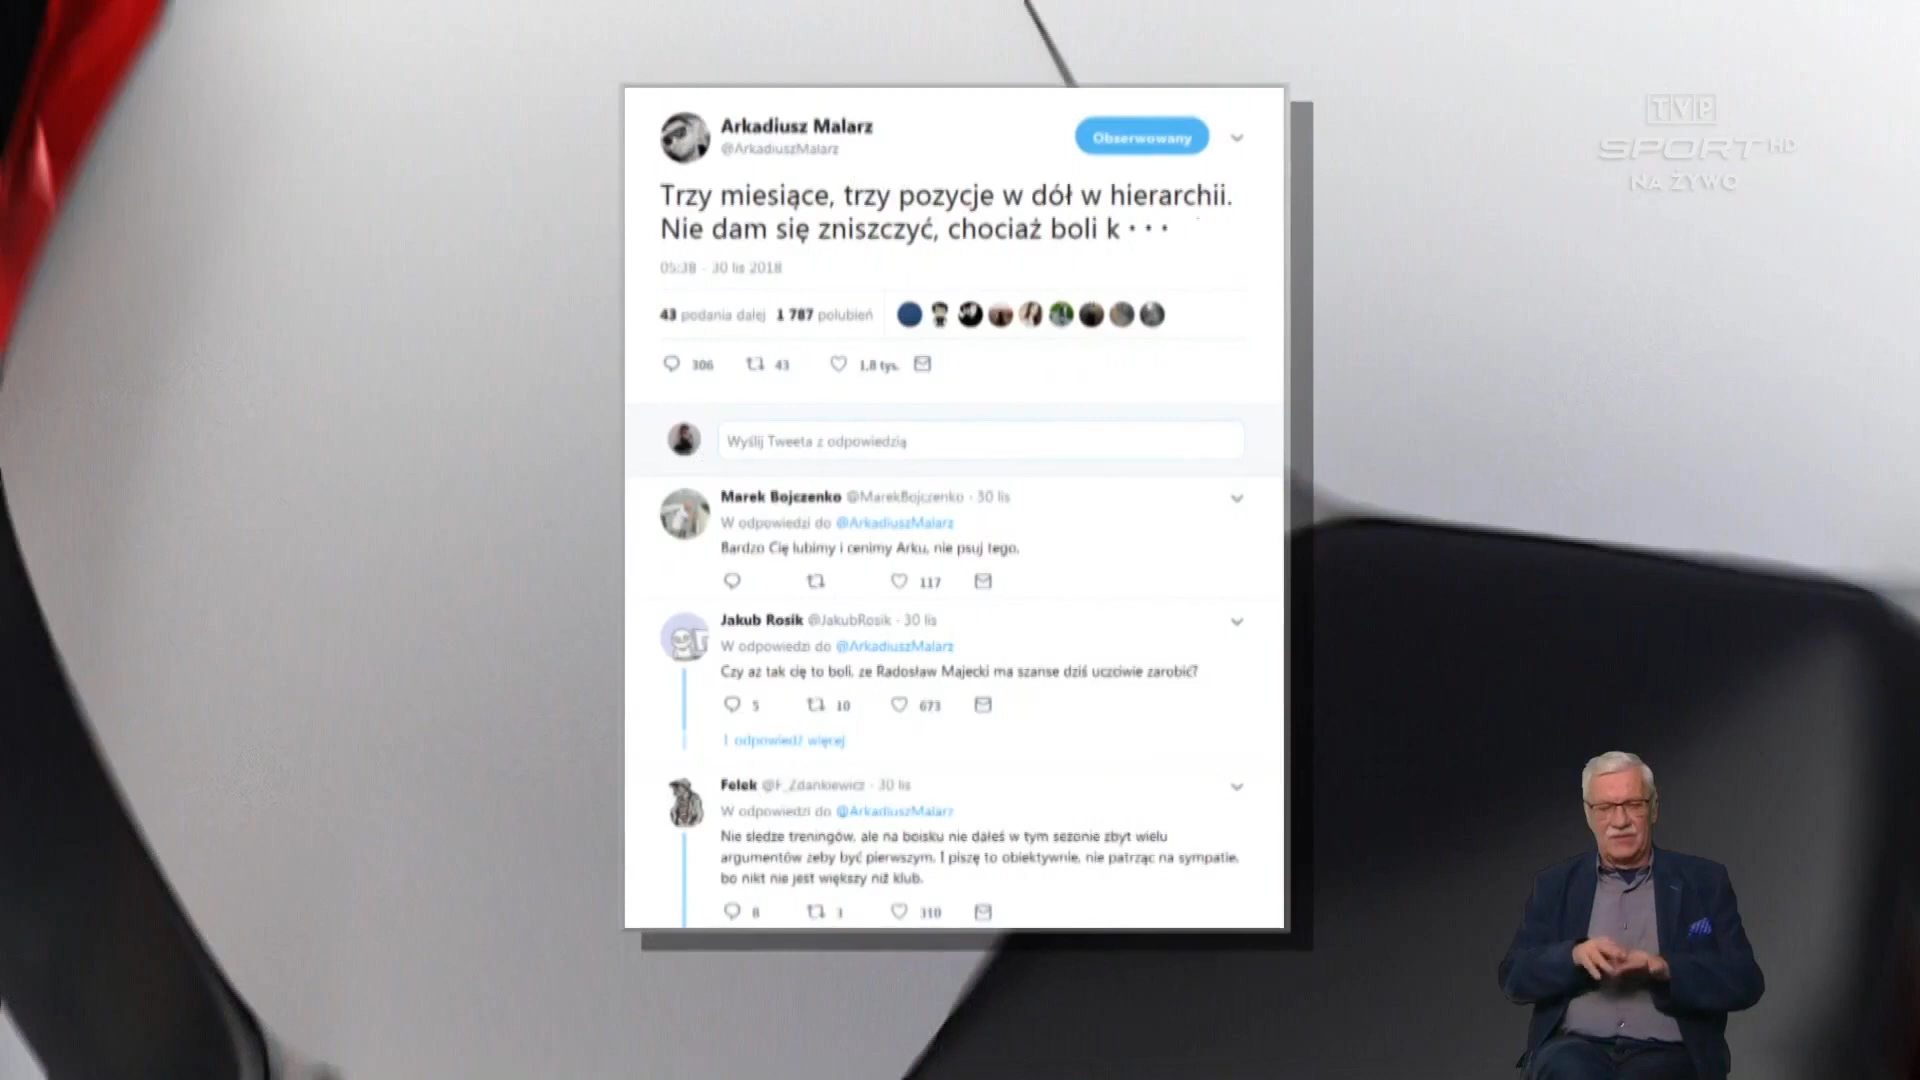 TVP
SPORT HD
NA ŻYWO
Arkadiusz Malarz
@ArkadiuszMalarz
Obserwowany
Trzy miesiące, trzy pozycje w dół w hierarchii.
Nie dam się zniszczyć, chociaż boli k · · ·
05:38 - 30 lis 2018
43 podania dalej 1 787 polubień
306 43 1,8 tys.
Wyślij Tweeta z odpowiedzią
Marek Bojczenko @MarekBojczenko · 30 lis
W odpowiedzi do @ArkadiuszMalarz
Bardzo Cię lubimy i cenimy Arku, nie psuj tego.
117
Jakub Rosik @JakubRosik · 30 lis
W odpowiedzi do @ArkadiuszMalarz
Czy aż tak cię to boli, ze Radosław Majecki ma szanse dziś uczciwie zarobić?
5 10 673
1 odpowiedź więcej
Felek @F_Zdankiewicz · 30 lis
W odpowiedzi do @ArkadiuszMalarz
Nie sledze treningów, ale na boisku nie dałeś w tym sezonie zbyt wielu
argumentów żeby być pierwszym. I piszę to obiektywnie, nie patrząc na sympatie,
bo nikt nie jest większy niż klub.
8 3 310